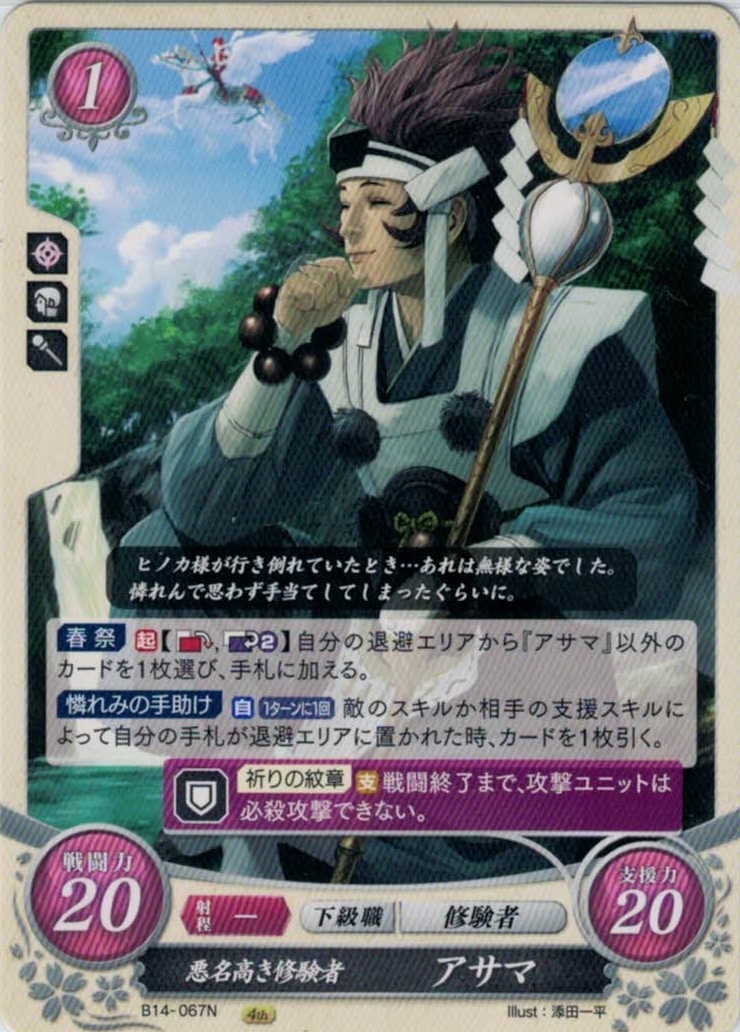 1
ヒノカ様が行き倒れていたとき…あれは無様な姿でした。
憐れんで思わず手当てしてしまったぐらいに。
春祭 起【 , 2】自分の退避エリアから『アサマ』以外の
カードを1枚選び、手札に加える。
憐れみの手助け 自 1ターンに1回 敵のスキルか相手の支援スキルに
よって自分の手札が退避エリアに置かれた時、カードを1枚引く。
祈りの紋章 支 戦闘終了まで、攻撃ユニットは
必殺攻撃できない。
戦闘力
20
射程 － 下級職 修験者
支援力
20
悪名高き修験者 アサマ
B14-067N 4th Illust：添田一平